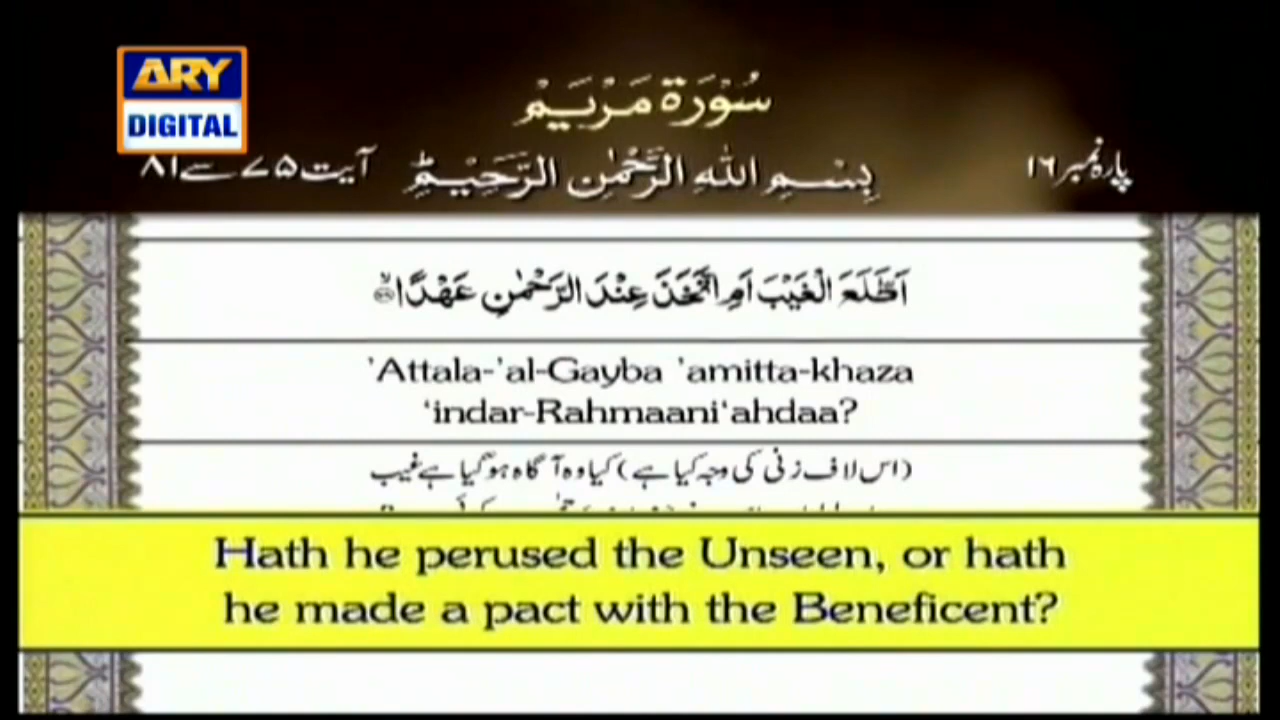 ARY
DIGITAL
سُوْرَۃ مَرْیَمْ
پارہ نمبر ۱۶
بِسْمِ اللهِ الرَّحْمٰنِ الرَّحِيْمِ
آیت ۷۵ سے ۸۱
اَطَّلَعَ الْغَيْبَ اَمِ اتَّخَذَ عِنْدَ الرَّحْمٰنِ عَهْدًا
’Attala-’al-Gayba ’amitta-khaza
‘indar-Rahmaani‘ahdaa?
(اس لاف زنی کی وجہ کیا ہے) کیا وہ آگاہ ہو گیا ہے غیب
Hath he perused the Unseen, or hath
he made a pact with the Beneficent?